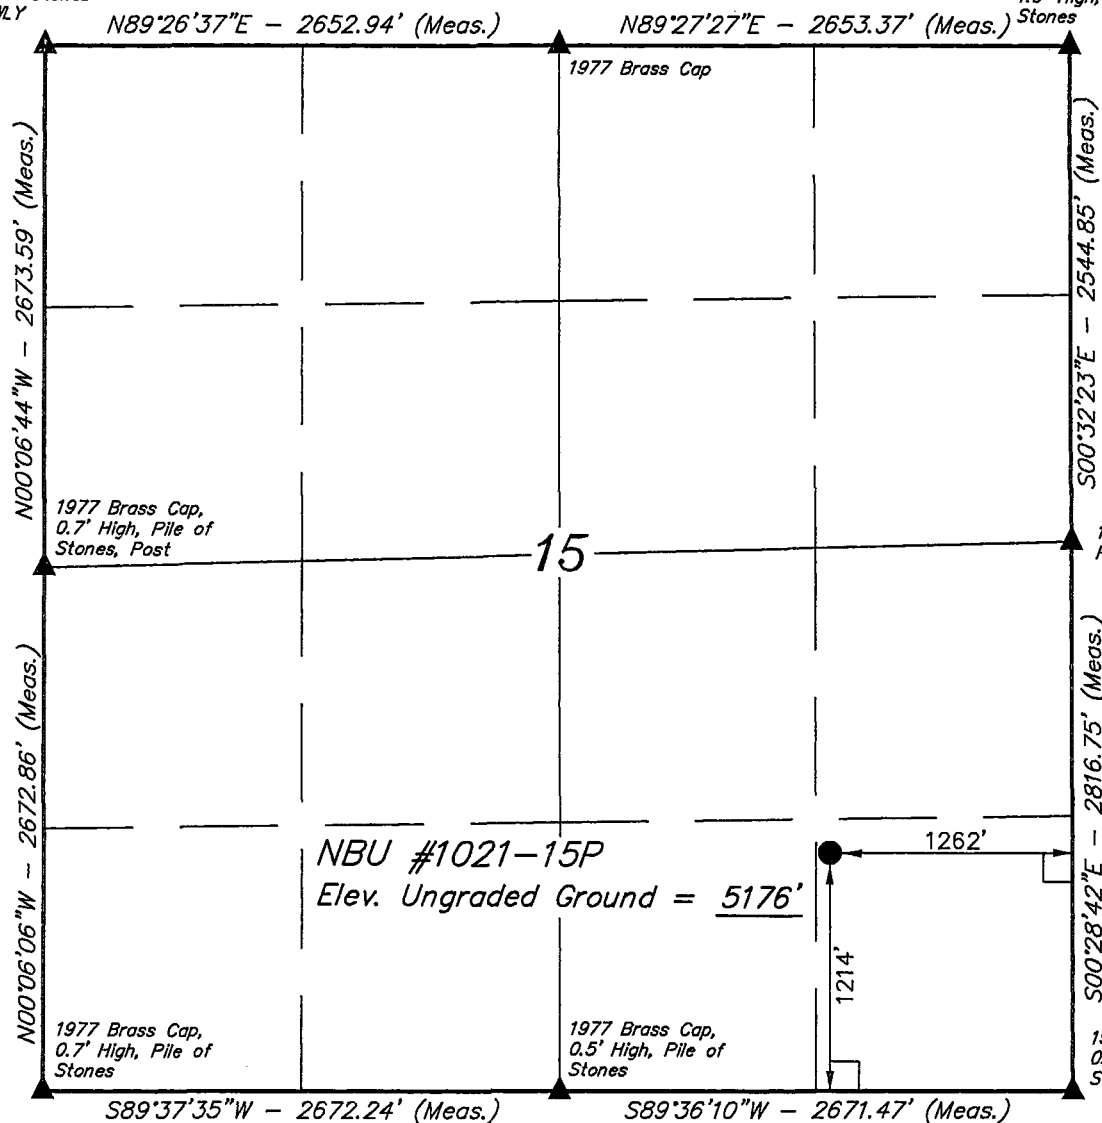 WLY
N89°26'37"E - 2652.94' (Meas.)
N89°27'27"E - 2653.37' (Meas.)
Stones
1977 Brass Cap
N00°06'44"W - 2673.59' (Meas.)
S00°32'23"E - 2544.85' (Meas.)
1977 Brass Cap,
0.7' High, Pile of
Stones, Post
15
N00°06'06"W - 2672.86' (Meas.)
S00°28'42"E - 2816.75' (Meas.)
NBU #1021-15P
Elev. Ungraded Ground = 5176'
1262'
1214'
1977 Brass Cap,
0.7' High, Pile of
Stones
1977 Brass Cap,
0.5' High, Pile of
Stones
S89°37'35"W - 2672.24' (Meas.)
S89°36'10"W - 2671.47' (Meas.)